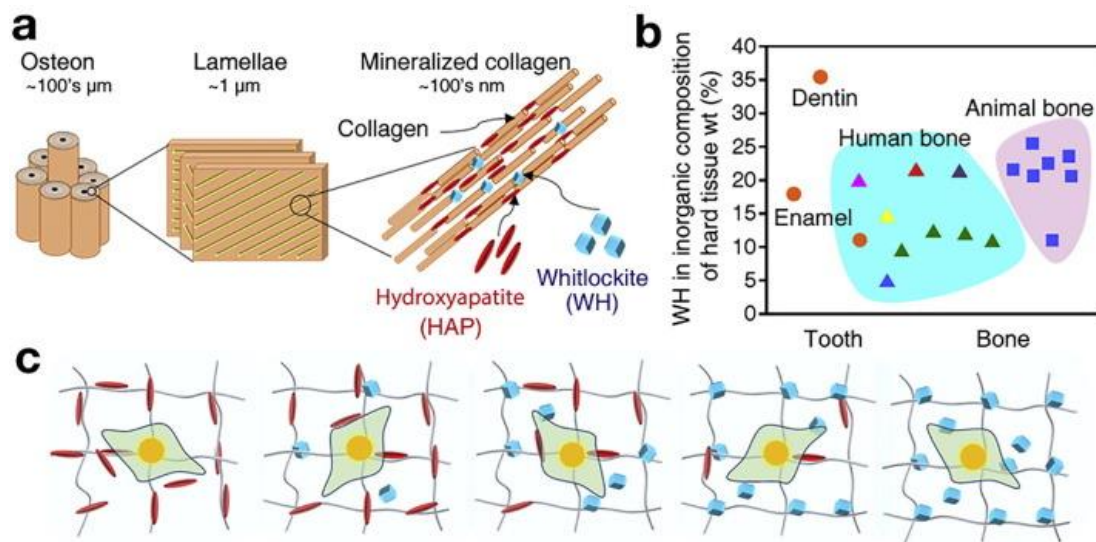 a
Osteon
~100's µm
Lamellae
~1 µm
Mineralized collagen
~100's nm
Collagen
Hydroxyapatite
(HAP)
Whitlockite
(WH)
b
WH in inorganic composition
of hard tissue wt (%)
40
35
30
25
20
15
10
5
0
Dentin
Enamel
Human bone
Animal bone
Tooth
Bone
c